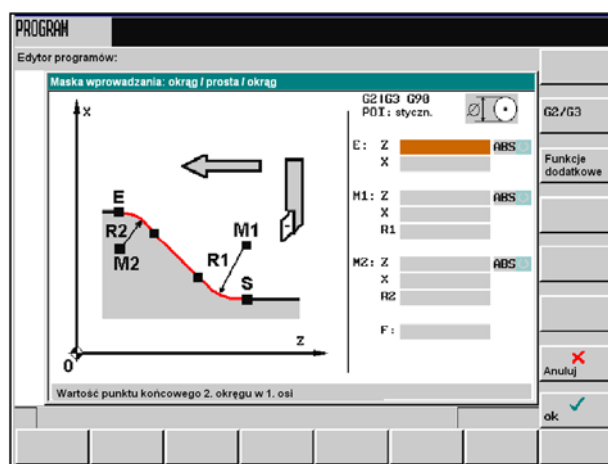 PROGRAM
Edytor programów:
Maska wprowadzania: okrąg / prosta / okrąg
X
E
R2
M2
M1
R1
S
Z
0
G2|G3 G90
POI: styczn.
E: Z ABS
X
M1: Z ABS
X
R1
M2: Z ABS
X
R2
F:
Wartość punktu końcowego 2. okręgu w 1. osi
G2/G3
Funkcje
dodatkowe
Anuluj
ok